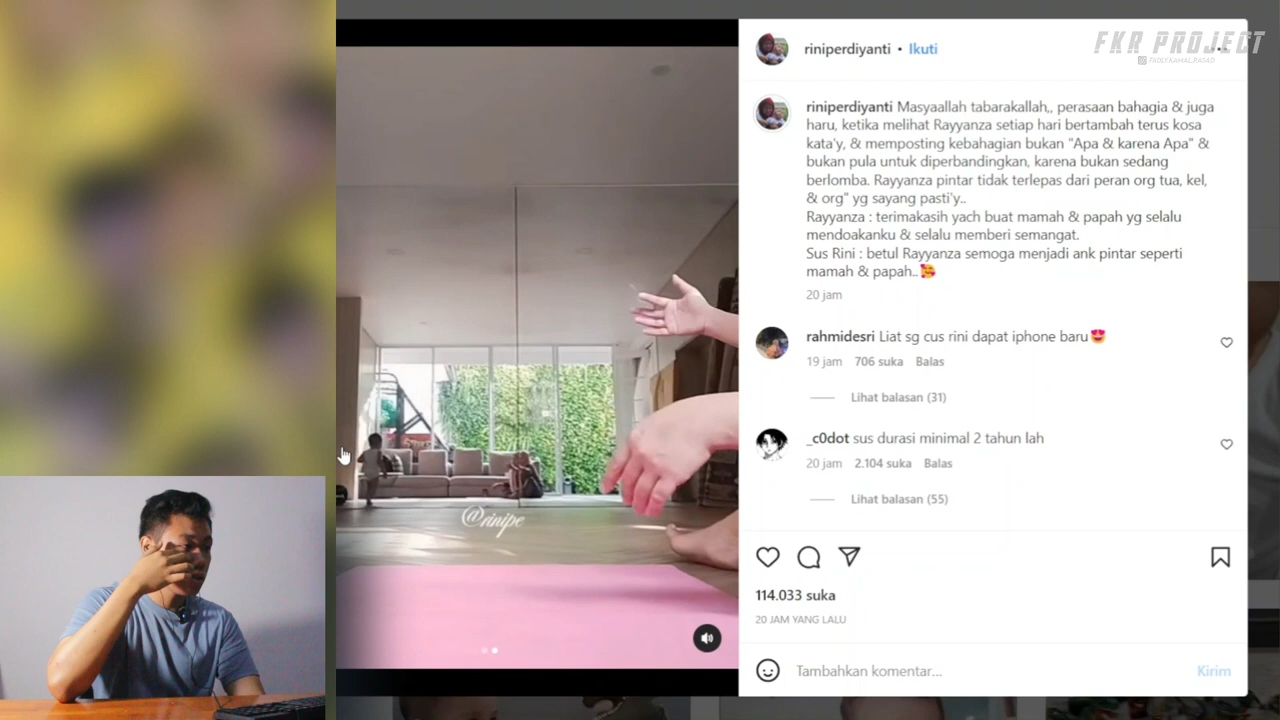 FKR PROJECT
FADLY.KAMAL.RASAD
riniperdiyanti • Ikuti
riniperdiyanti Masyaallah tabarakallah,, perasaan bahagia & juga
haru, ketika melihat Rayyanza setiap hari bertambah terus kosa
kata'y, & memposting kebahagian bukan "Apa & karena Apa" &
bukan pula untuk diperbandingkan, karena bukan sedang
berlomba. Rayyanza pintar tidak terlepas dari peran org tua, kel,
& org" yg sayang pasti'y..
Rayyanza : terimakasih yach buat mamah & papah yg selalu
mendoakanku & selalu memberi semangat.
Sus Rini : betul Rayyanza semoga menjadi ank pintar seperti
mamah & papah..🥰
20 jam
rahmidesri Liat sg cus rini dapat iphone baru😍
19 jam 706 suka Balas
Lihat balasan (31)
_c0dot sus durasi minimal 2 tahun lah
20 jam 2.104 suka Balas
Lihat balasan (55)
@rinipe
114.033 suka
20 JAM YANG LALU
Tambahkan komentar... Kirim